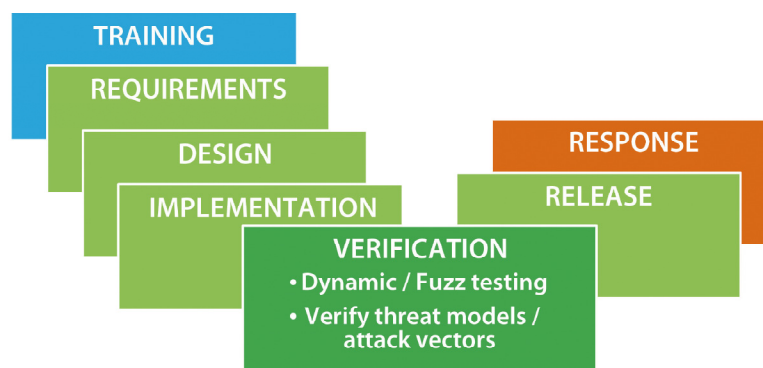 TRAINING
REQUIREMENTS
DESIGN
IMPLEMENTATION
VERIFICATION
• Dynamic / Fuzz testing
• Verify threat models /
attack vectors
RELEASE
RESPONSE